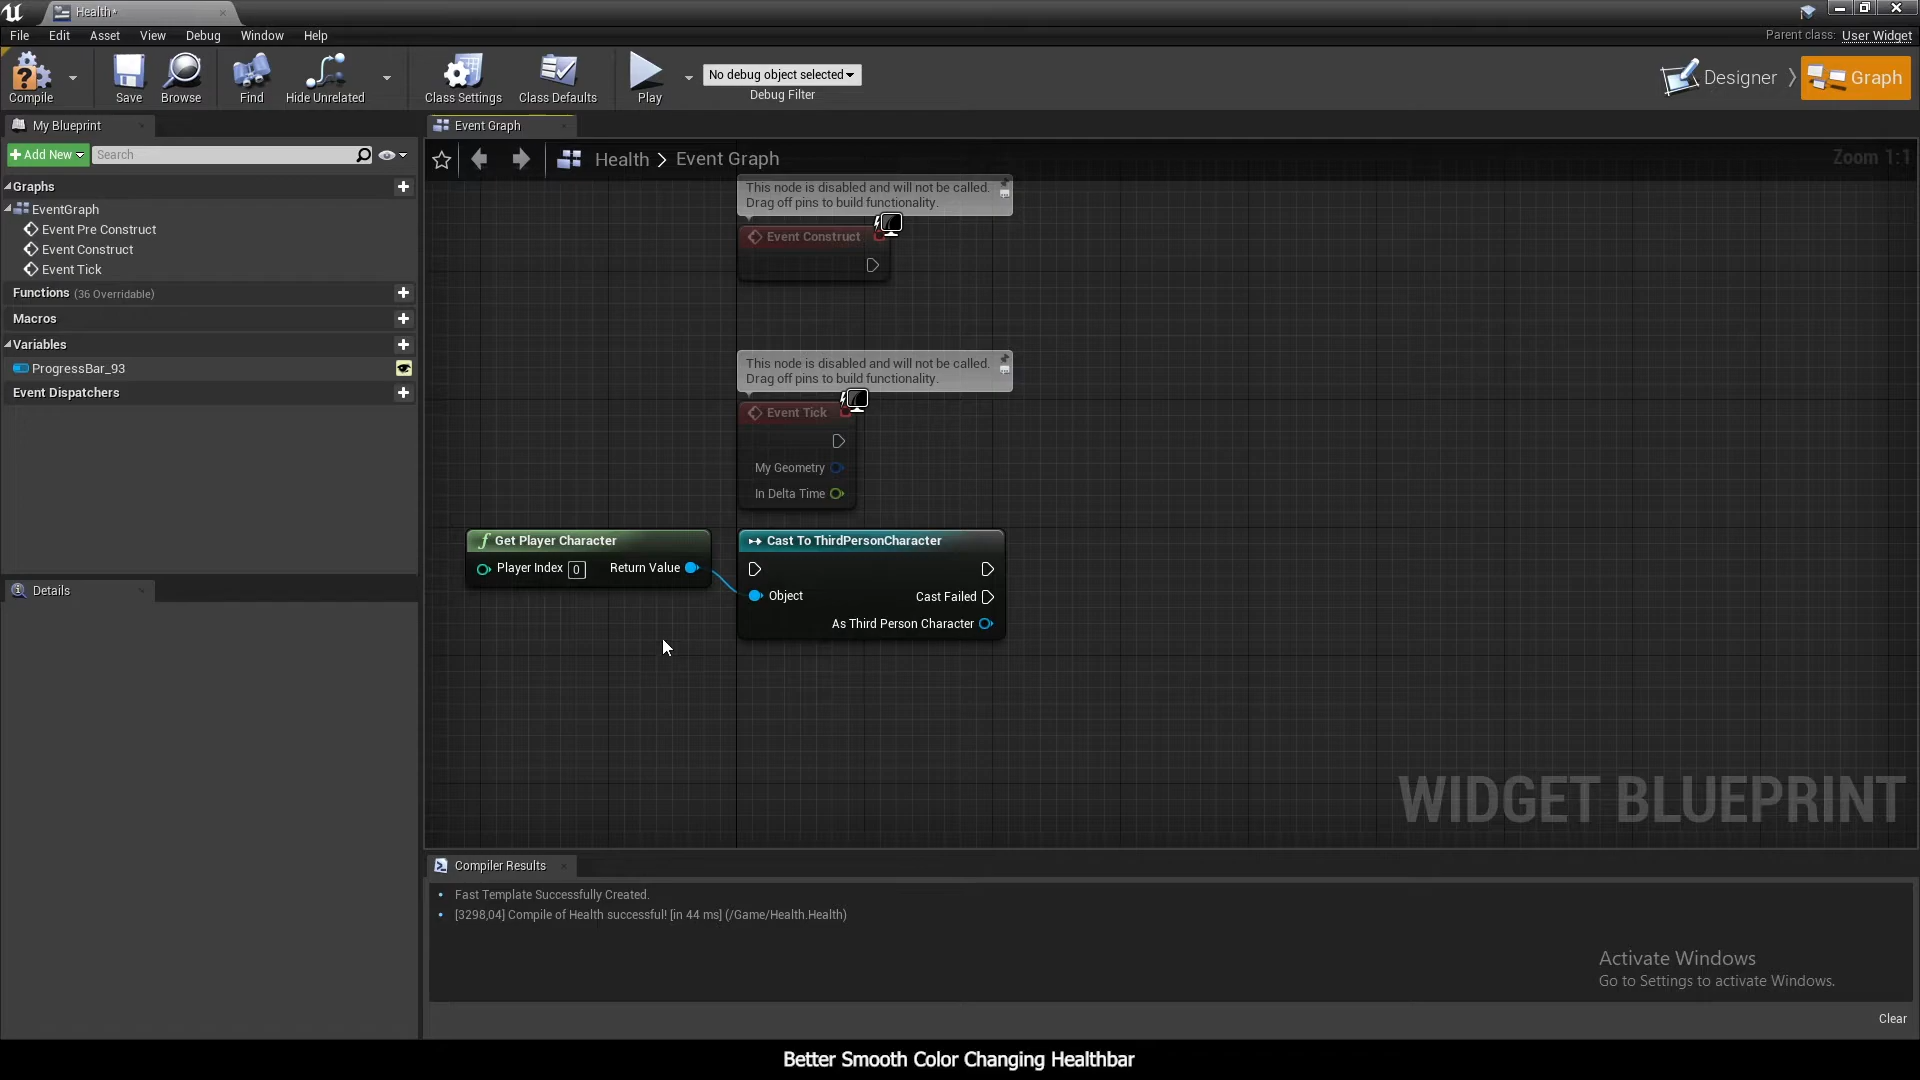 Health*
File Edit Asset View Debug Window Help
Parent class: User Widget
Compile Save Browse Find Hide Unrelated Class Settings Class Defaults Play
No debug object selected
Debug Filter
Designer Graph
My Blueprint
Event Graph
Add New Search
Health > Event Graph
Zoom 1:1
Graphs
EventGraph
Event Pre Construct
Event Construct
Event Tick
Functions (36 Overridable)
Macros
Variables
ProgressBar_93
Event Dispatchers
Details
This node is disabled and will not be called.
Drag off pins to build functionality.
Event Construct
This node is disabled and will not be called.
Drag off pins to build functionality.
Event Tick
My Geometry
In Delta Time
Get Player Character
Player Index 0 Return Value
Cast To ThirdPersonCharacter
Object
Cast Failed
As Third Person Character
WIDGET BLUEPRINT
Compiler Results
Fast Template Successfully Created.
[3298,04] Compile of Health successful! [in 44 ms] (/Game/Health.Health)
Activate Windows
Go to Settings to activate Windows.
Clear
Better Smooth Color Changing Healthbar